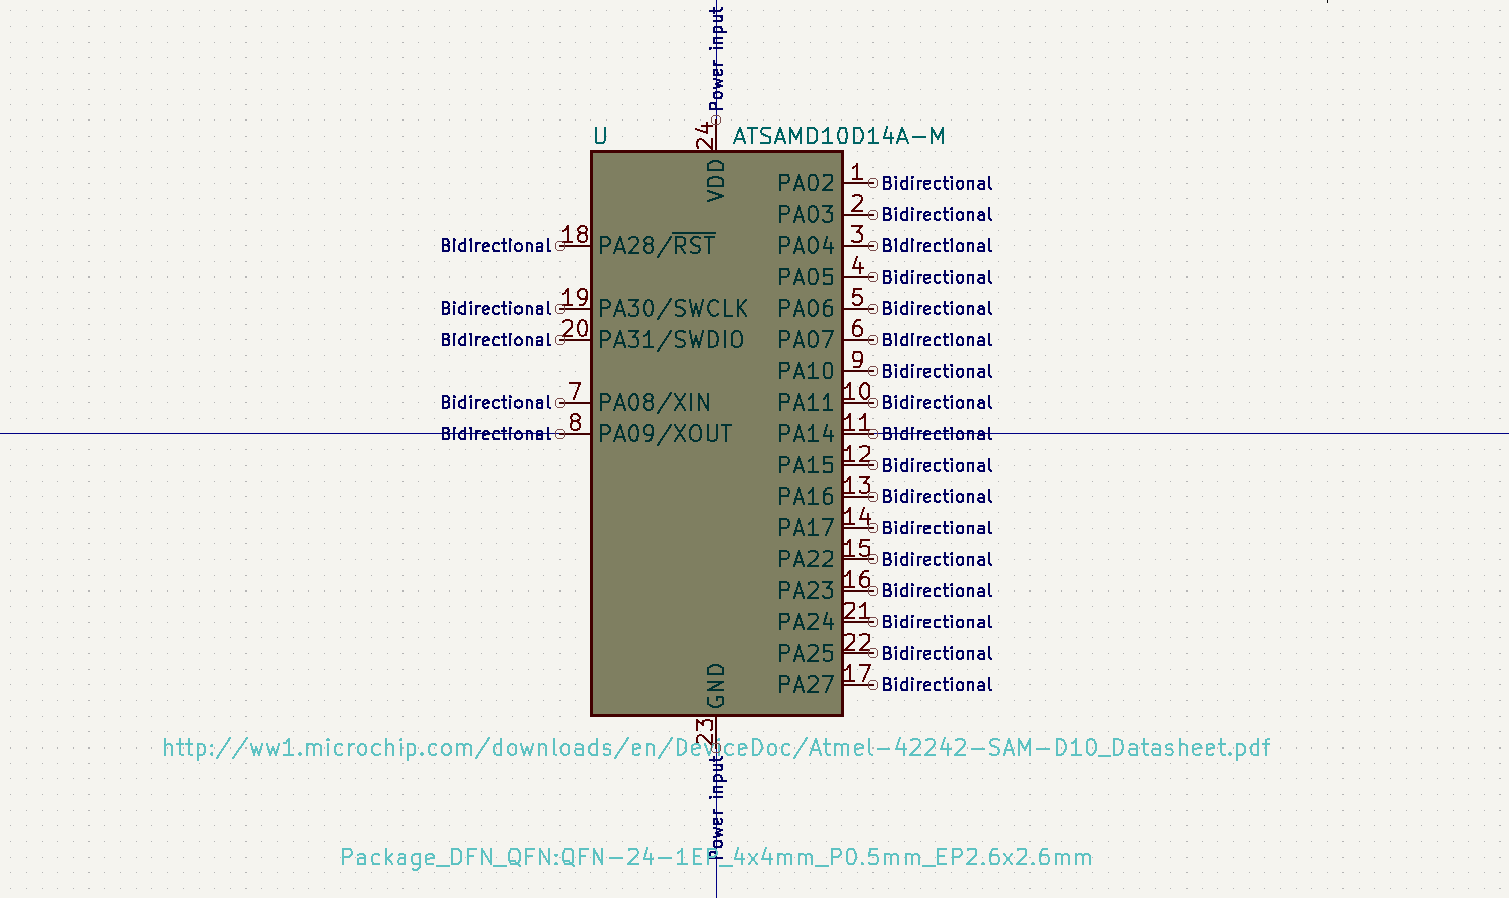 Power input
24
U ATSAMD10D14A-M
VDD
PA02 1 Bidirectional
PA03 2 Bidirectional
Bidirectional 18 PA28/RST PA04 3 Bidirectional
PA05 4 Bidirectional
Bidirectional 19 PA30/SWCLK PA06 5 Bidirectional
Bidirectional 20 PA31/SWDIO PA07 6 Bidirectional
PA10 9 Bidirectional
Bidirectional 7 PA08/XIN PA11 10 Bidirectional
Bidirectional 8 PA09/XOUT PA14 11 Bidirectional
PA15 12 Bidirectional
PA16 13 Bidirectional
PA17 14 Bidirectional
PA22 15 Bidirectional
PA23 16 Bidirectional
PA24 21 Bidirectional
PA25 22 Bidirectional
PA27 17 Bidirectional
GND
23
http://ww1.microchip.com/downloads/en/DeviceDoc/Atmel-42242-SAM-D10_Datasheet.pdf
Power input
Package_DFN_QFN:QFN-24-1EP_4x4mm_P0.5mm_EP2.6x2.6mm